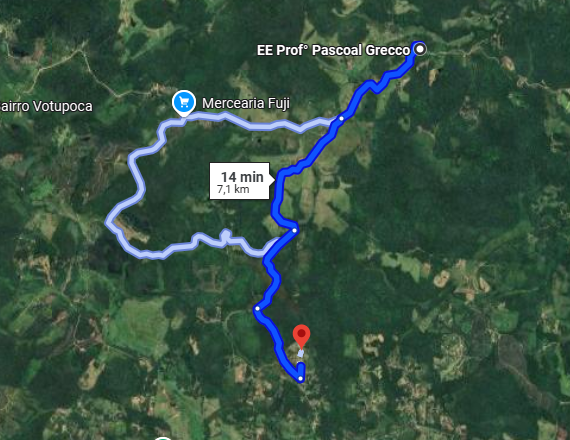 EE Prof° Pascoal Grecco
Mercearia Fuji
airro Votupoca
14 min
7,1 km